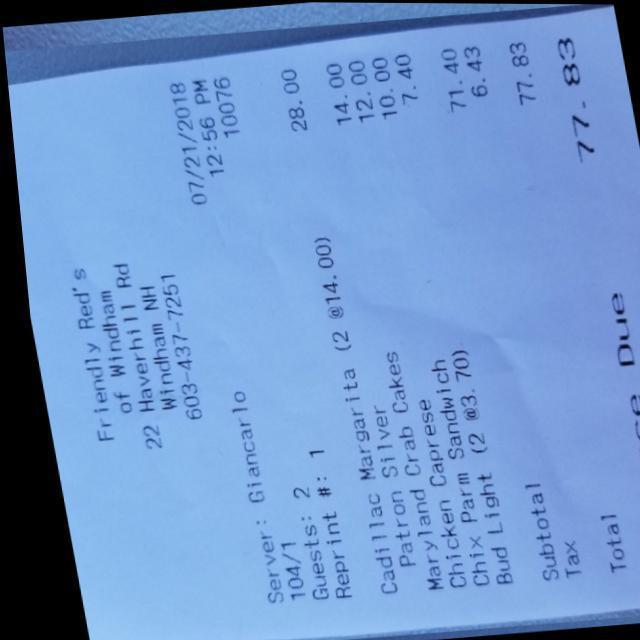 Friendly Red's
of Windham
22 Haverhill Rd
Windham NH
603-437-7251
Server: Giancarlo 07/21/2018
104/1 12:56 PM
Guests: 2 10076
Reprint #: 1
Cadillac Margarita (2 @14.00) 28.00
Patron Silver
Maryland Crab Cakes 14.00
Chicken Caprese 12.00
Chix Parm Sandwich 10.00
Bud Light (2 @3.70) 7.40
Subtotal 71.40
Tax 6.43
Total 77.83
Due 77.83